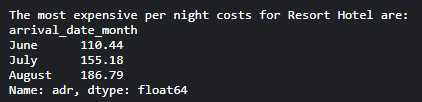 The most expensive per night costs for Resort Hotel are:
arrival_date_month
June      110.44
July      155.18
August    186.79
Name: adr, dtype: float64